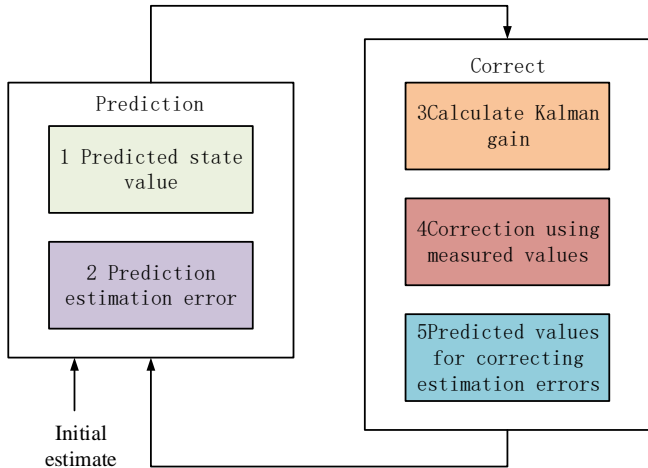 Prediction
1 Predicted state
value
2 Prediction
estimation error
Initial
estimate
Correct
3Calculate Kalman
gain
4Correction using
measured values
5Predicted values
for correcting
estimation errors